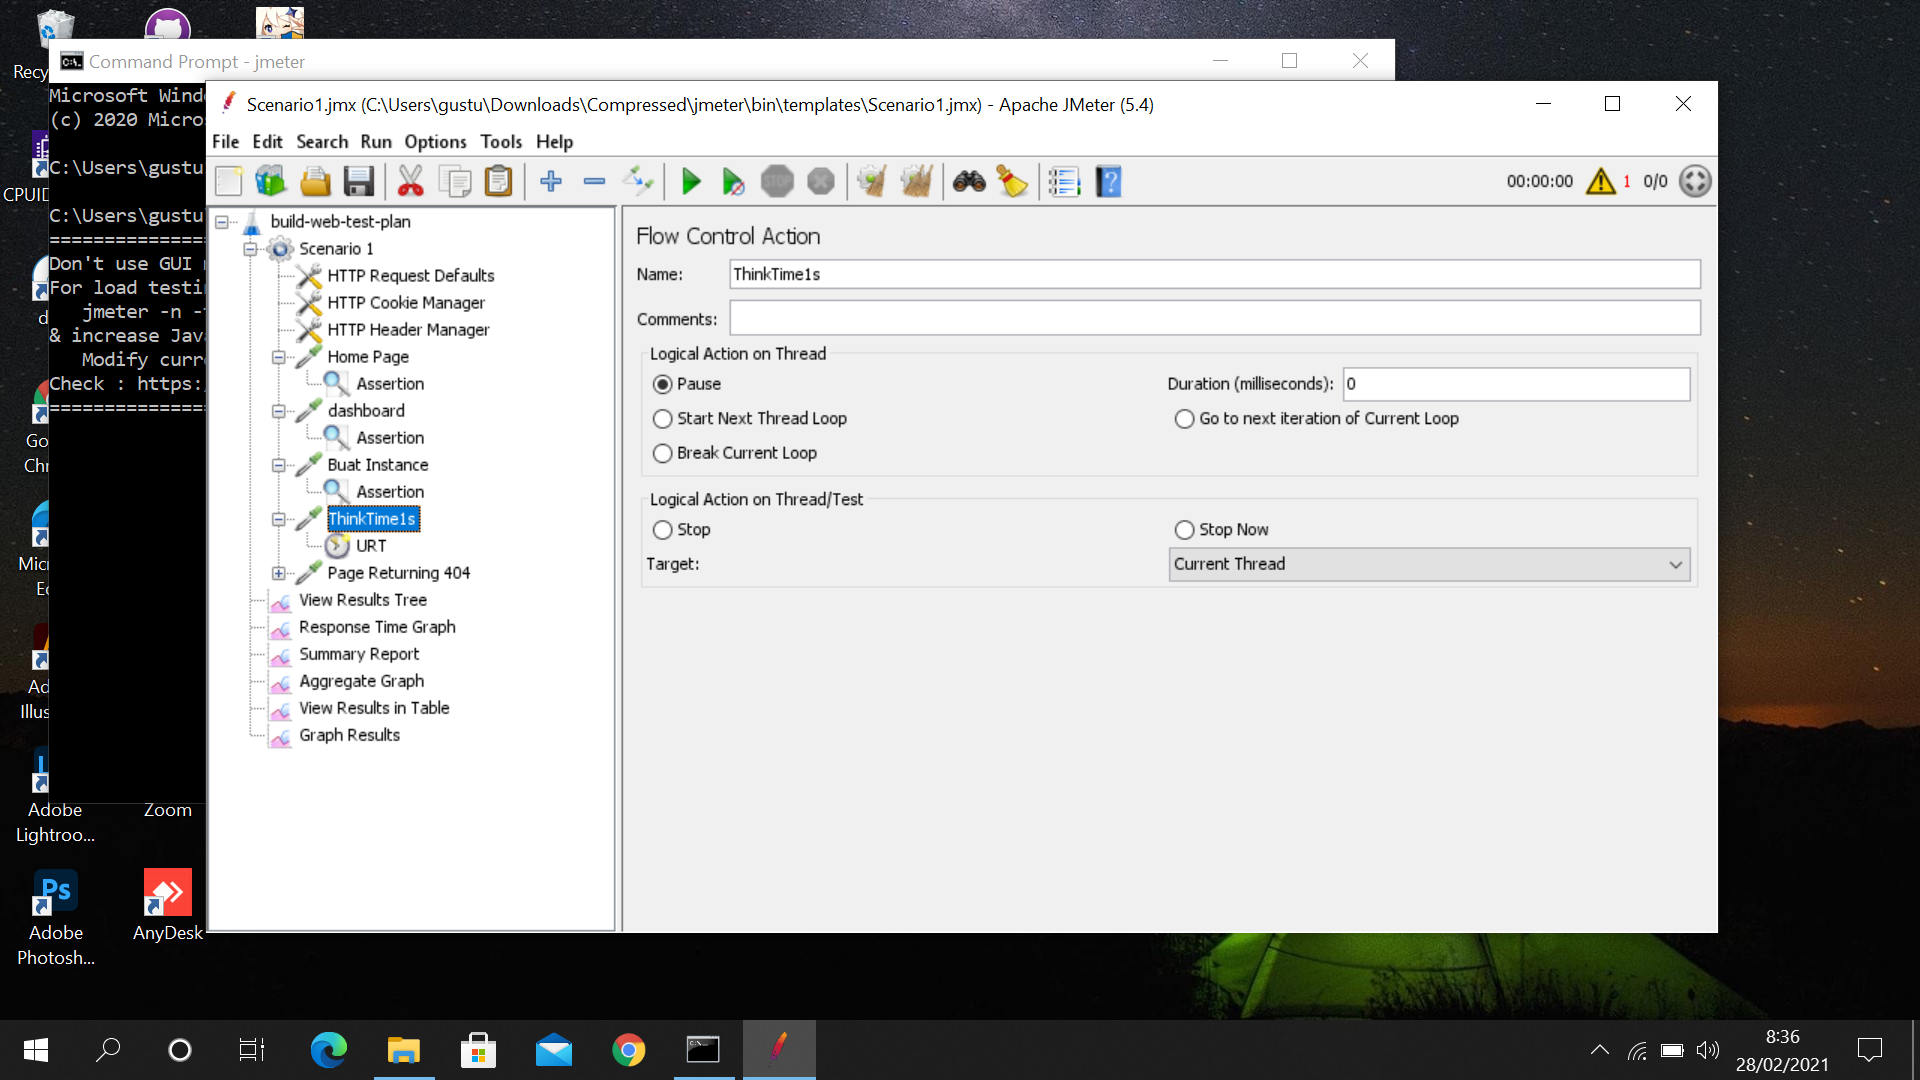 Recy
Command Prompt - jmeter
Microsoft Wind
(c) 2020 Micros
C:\Users\gustu
C:\Users\gustu
===============
Don't use GUI
For load testi
jmeter -n -
& increase Jav
Modify curr
Check : https:
===============
CPUID
d
Go
Chr
Mic
Ec
Ad
Illus
Adobe
Lightroo...
Zoom
Ps
Adobe
Photosh...
AnyDesk
Scenario1.jmx (C:\Users\gustu\Downloads\Compressed\jmeter\bin\templates\Scenario1.jmx) - Apache JMeter (5.4)
File Edit Search Run Options Tools Help
STOP
00:00:00 1 0/0
build-web-test-plan
Scenario 1
HTTP Request Defaults
HTTP Cookie Manager
HTTP Header Manager
Home Page
Assertion
dashboard
Assertion
Buat Instance
Assertion
ThinkTime1s
URT
Page Returning 404
View Results Tree
Response Time Graph
Summary Report
Aggregate Graph
View Results in Table
Graph Results
Flow Control Action
Name: ThinkTime1s
Comments:
Logical Action on Thread
Pause Duration (milliseconds): 0
Start Next Thread Loop Go to next iteration of Current Loop
Break Current Loop
Logical Action on Thread/Test
Stop Stop Now
Target: Current Thread
8:36
28/02/2021